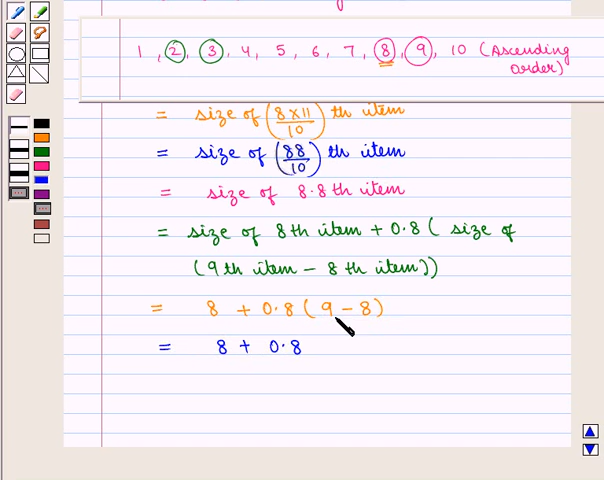 1 , 2 , 3 , 4 , 5 , 6 , 7 , 8 , 9 , 10 (Ascending
Order)
= size of (8×11/10) th item
= size of (88/10) th item
= size of 8.8th item
= size of 8th item + 0.8 ( size of
(9th item - 8th item))
= 8 + 0.8 ( 9 - 8)
= 8 + 0.8